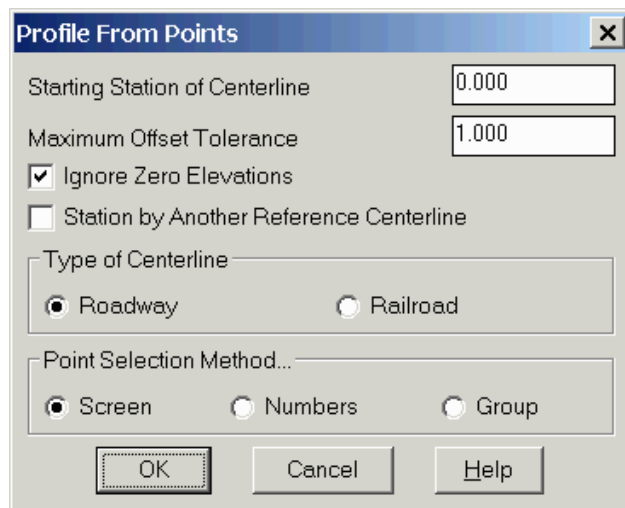 Profile From Points
Starting Station of Centerline 0.000
Maximum Offset Tolerance 1.000
Ignore Zero Elevations
Station by Another Reference Centerline
Type of Centerline
Roadway Railroad
Point Selection Method...
Screen Numbers Group
OK Cancel Help